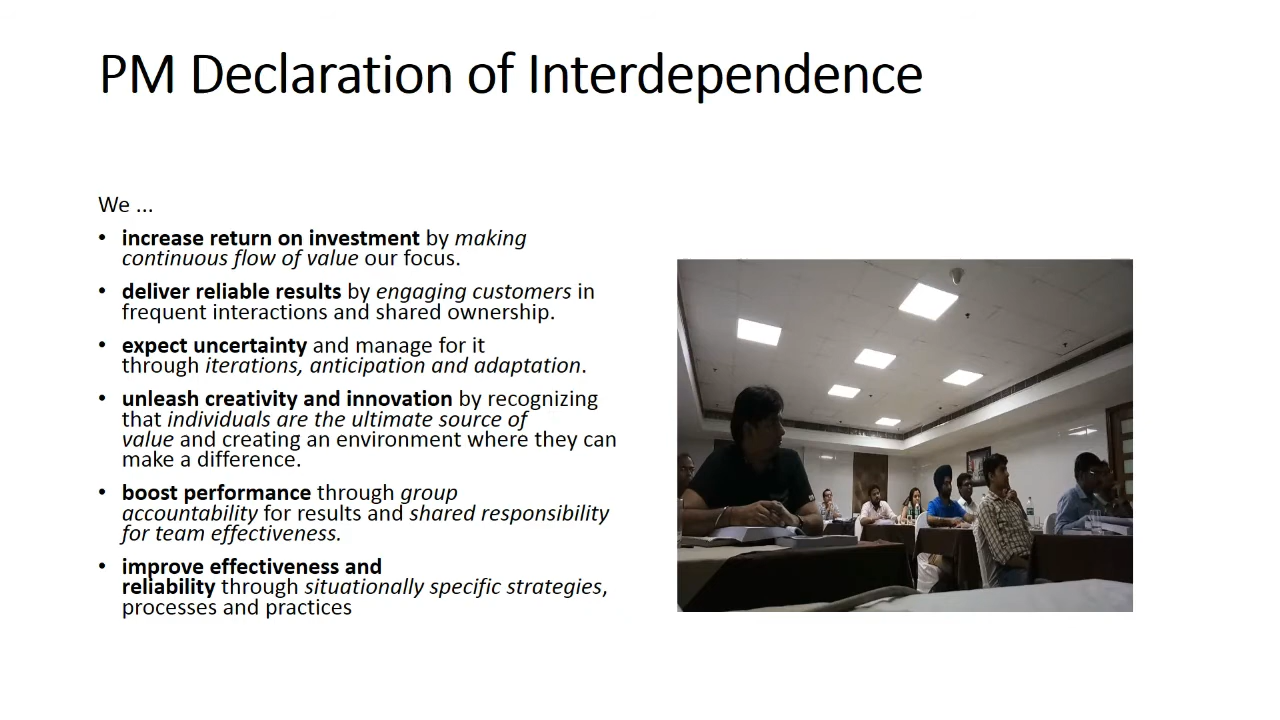 PM Declaration of Interdependence
We ...
• increase return on investment by making
continuous flow of value our focus.
• deliver reliable results by engaging customers in
frequent interactions and shared ownership.
• expect uncertainty and manage for it
through iterations, anticipation and adaptation.
• unleash creativity and innovation by recognizing
that individuals are the ultimate source of
value and creating an environment where they can
make a difference.
• boost performance through group
accountability for results and shared responsibility
for team effectiveness.
• improve effectiveness and
reliability through situationally specific strategies,
processes and practices